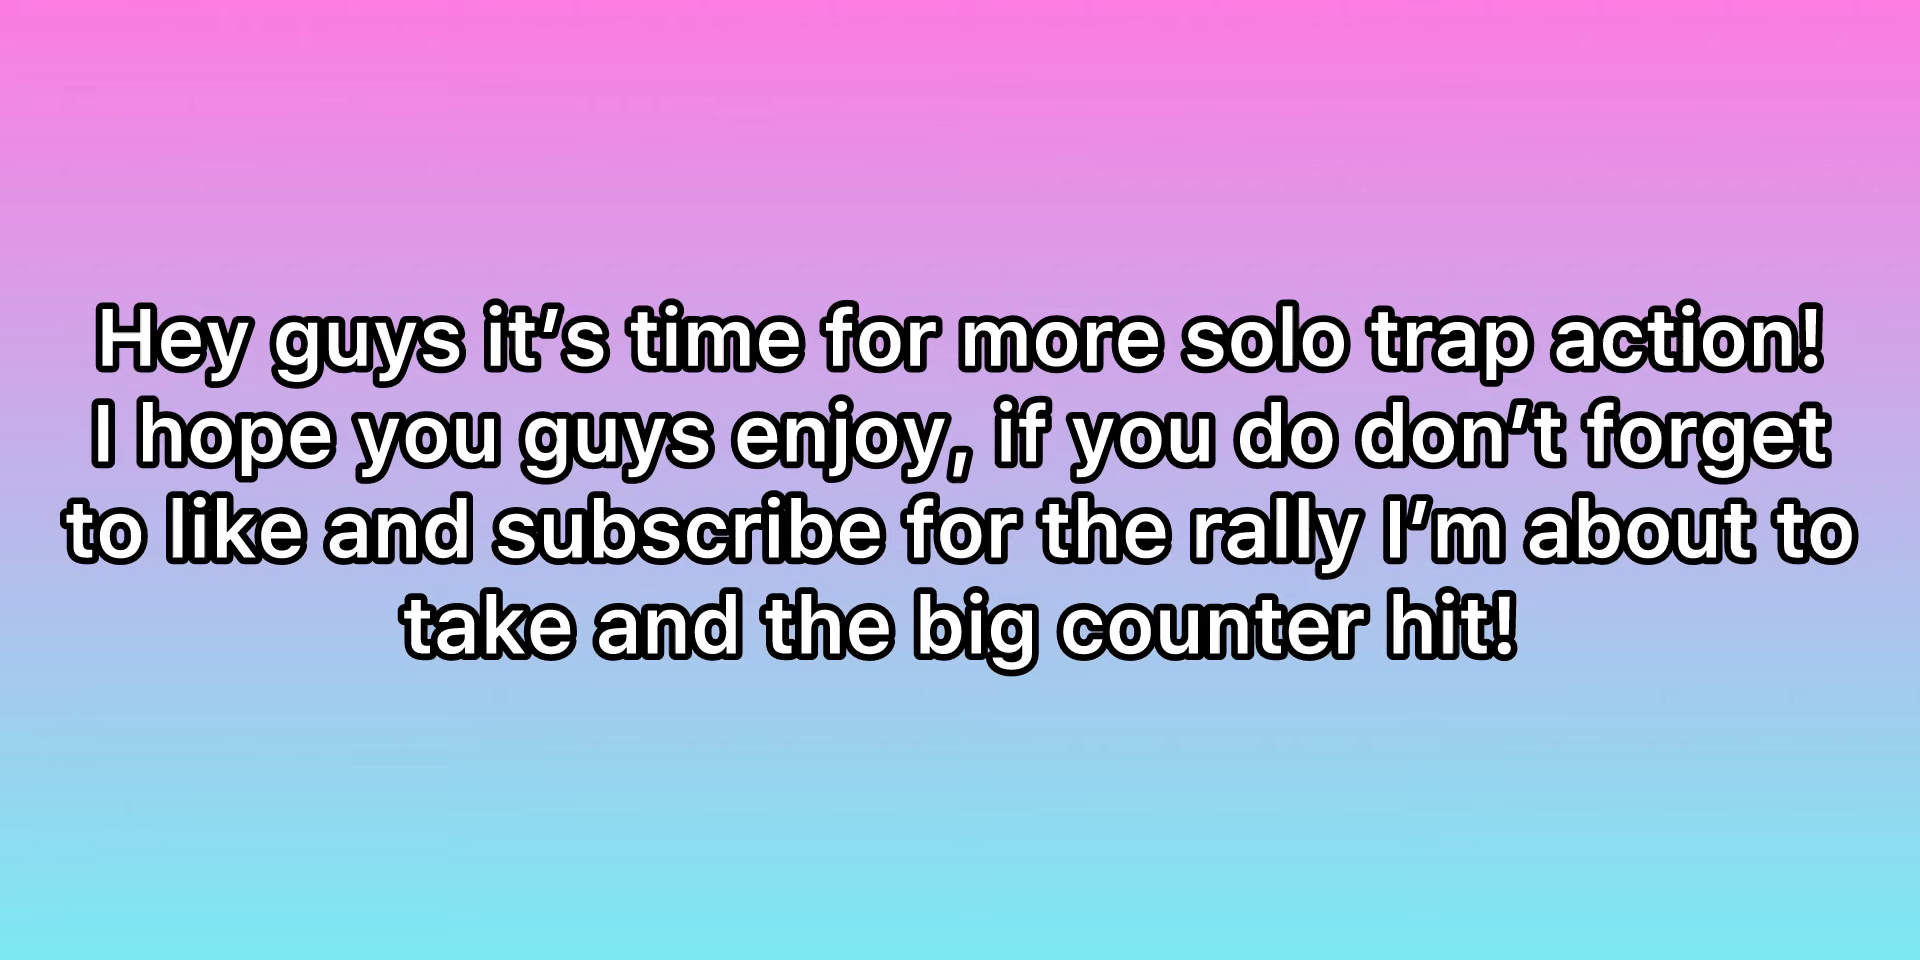 Hey guys it’s time for more solo trap action!
I hope you guys enjoy, if you do don’t forget
to like and subscribe for the rally I’m about to
take and the big counter hit!